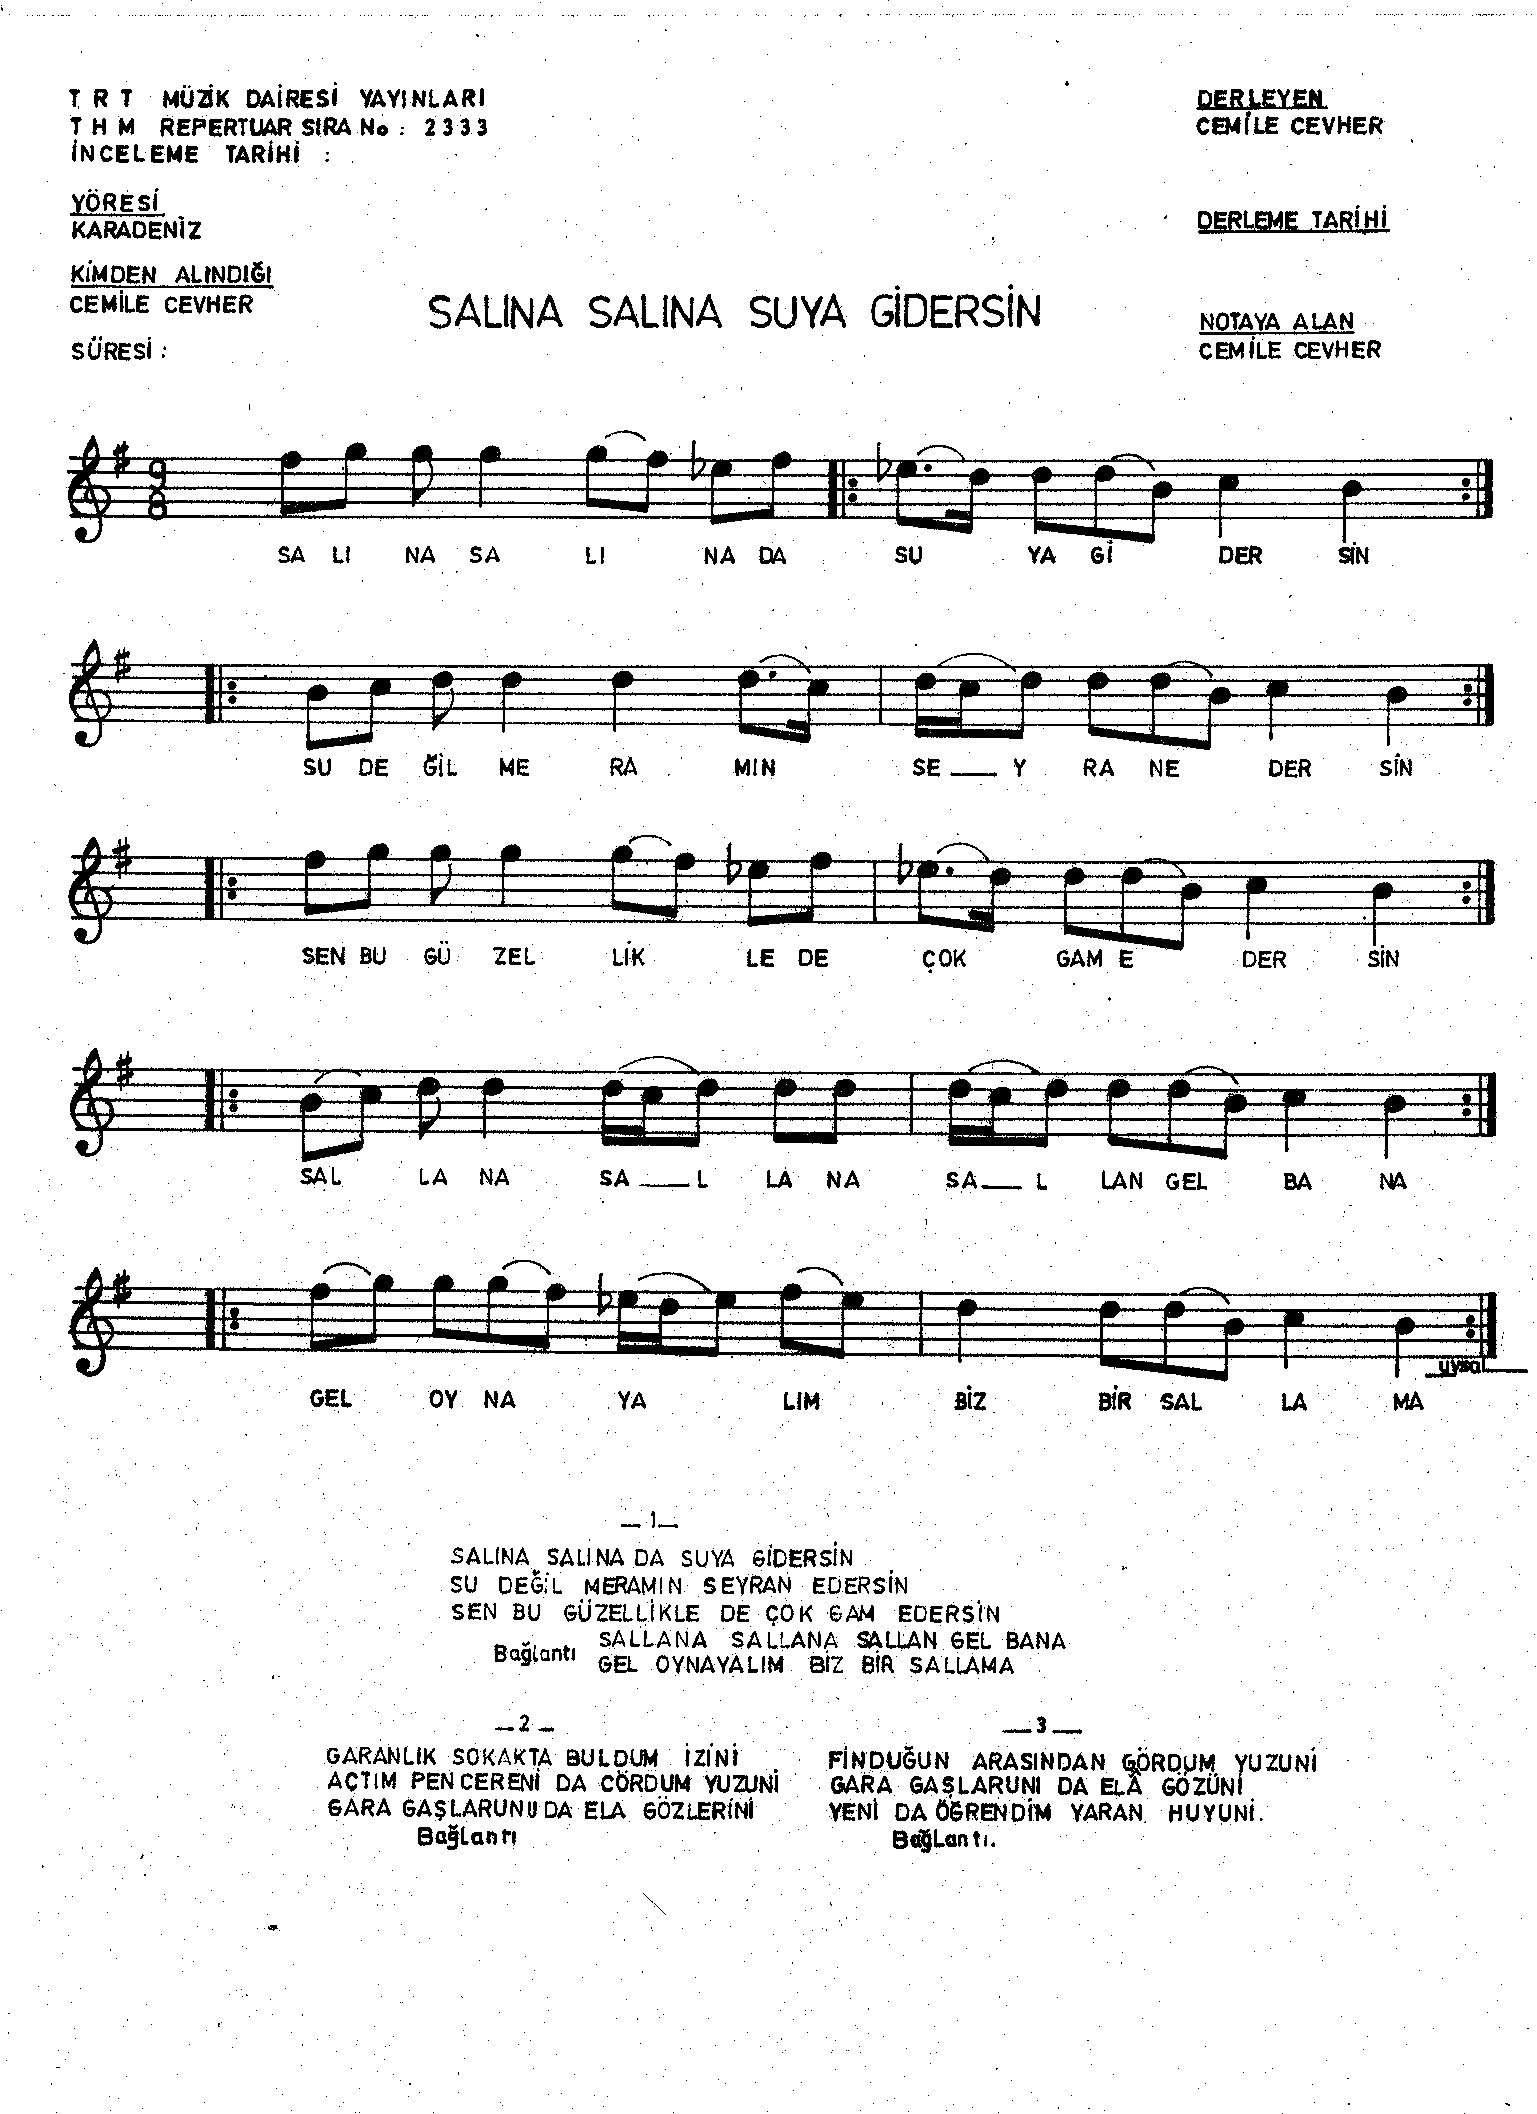 TRT MÜZİK DAİRESİ YAYINLARI
THM REPERTUAR SIRA No : 2333
İNCELEME TARİHİ :
DERLEYEN
CEMİLE CEVHER
YÖRESİ
KARADENİZ
DERLEME TARİHİ
KİMDEN ALINDIĞI
CEMİLE CEVHER
SALINA SALINA SUYA GİDERSİN
NOTAYA ALAN
CEMİLE CEVHER
SÜRESİ :
9
8
SA LI NA SA LI NA DA SU YA Gİ DER SİN
SU DE ĞİL ME RA MIN SE __ Y RA NE DER SİN
SEN BU GÜ ZEL LİK LE DE ÇOK GAM E DER SİN
SAL LA NA SA __ L LA NA SA __ L LAN GEL BA NA
uysal
GEL OY NA YA LIM BİZ BİR SAL LA MA
_ 1 _
SALINA SALINA DA SUYA GİDERSİN
SU DEĞİL MERAMIN SEYRAN EDERSİN
SEN BU GÜZELLİKLE DE ÇOK GAM EDERSİN
Bağlantı SALLANA SALLANA SALLAN GEL BANA
GEL OYNAYALIM BİZ BİR SALLAMA
_ 2 _
GARANLIK SOKAKTA BULDUM İZİNİ
AÇTIM PENCERENİ DA CÖRDUM YUZUNİ
GARA GAŞLARUNU DA ELA GÖZLERİNİ
Bağlantı
_ 3 _
FİNDUĞUN ARASINDAN GÖRDUM YUZUNİ
GARA GAŞLARUNI DA ELÂ GÖZÜNİ
YENİ DA ÖĞRENDİM YARAN HUYUNİ.
Bağlantı.